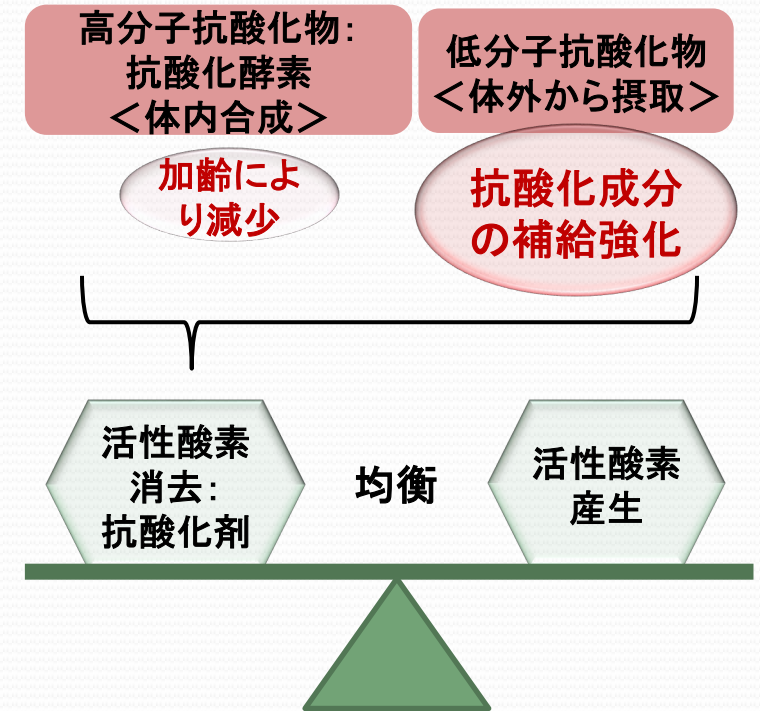 高分子抗酸化物：
抗酸化酵素
＜体内合成＞
低分子抗酸化物
＜体外から摂取＞
加齢によ
り減少
抗酸化成分
の補給強化
活性酸素
消去：
抗酸化剤
均衡
活性酸素
産生